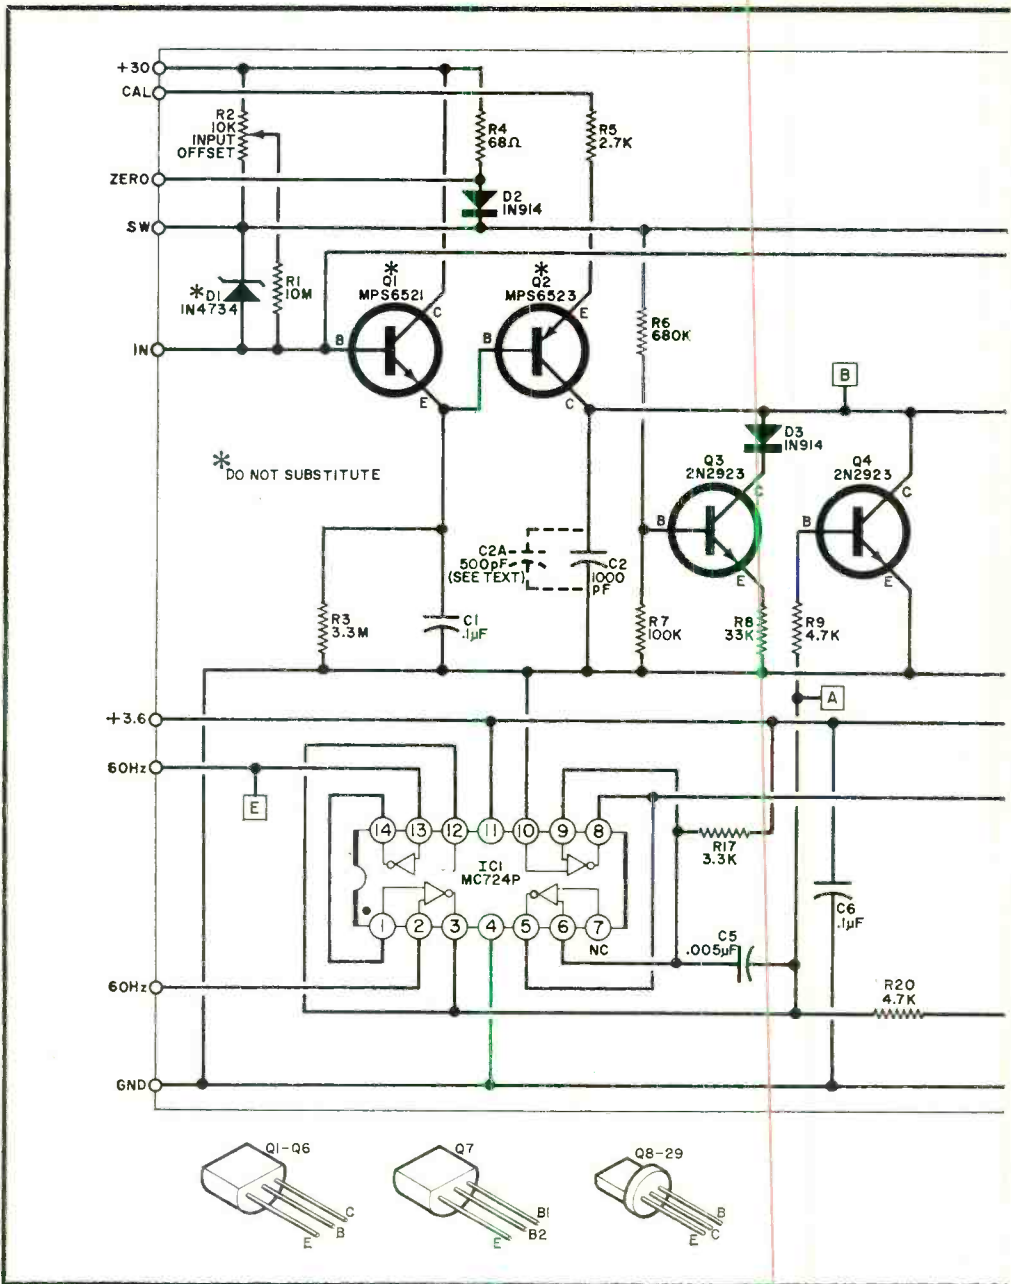 +30
CAL
R2
10K
INPUT
OFFSET
R4
68Ω
R5
2.7K
ZERO
D2
IN914
SW
*
Q1
MPS6521
*
Q2
MPS6523
*D1
IN4734
R1
10M
C
E
R6
680K
IN
B
B
E
C
B
D3
IN914
*DO NOT SUBSTITUTE
Q3
2N2923
Q4
2N2923
C
C
B
B
C2A
500pF
(SEE TEXT)
C2
1000
pF
E
E
R3
3.3M
C1
.1µF
R7
100K
R8
33K
R9
4.7K
A
+3.6
60Hz
E
14 13 12 11 10 9 8
R17
3.3K
IC1
MC724P
C6
.1µF
1 2 3 4 5 6 7
NC
C5
.005µF
60Hz
R20
4.7K
GND
Q1-Q6
Q7
Q8-29
C
B
E
B1
B2
E
B
C
E